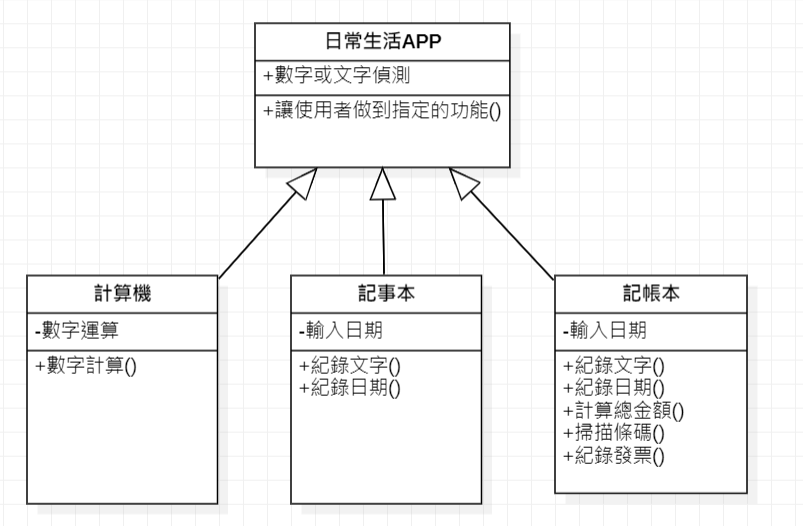 日常生活APP
+數字或文字偵測
+讓使用者做到指定的功能()
計算機
-數字運算
+數字計算()
記事本
-輸入日期
+紀錄文字()
+紀錄日期()
記帳本
-輸入日期
+紀錄文字()
+紀錄日期()
+計算總金額()
+掃描條碼()
+紀錄發票()